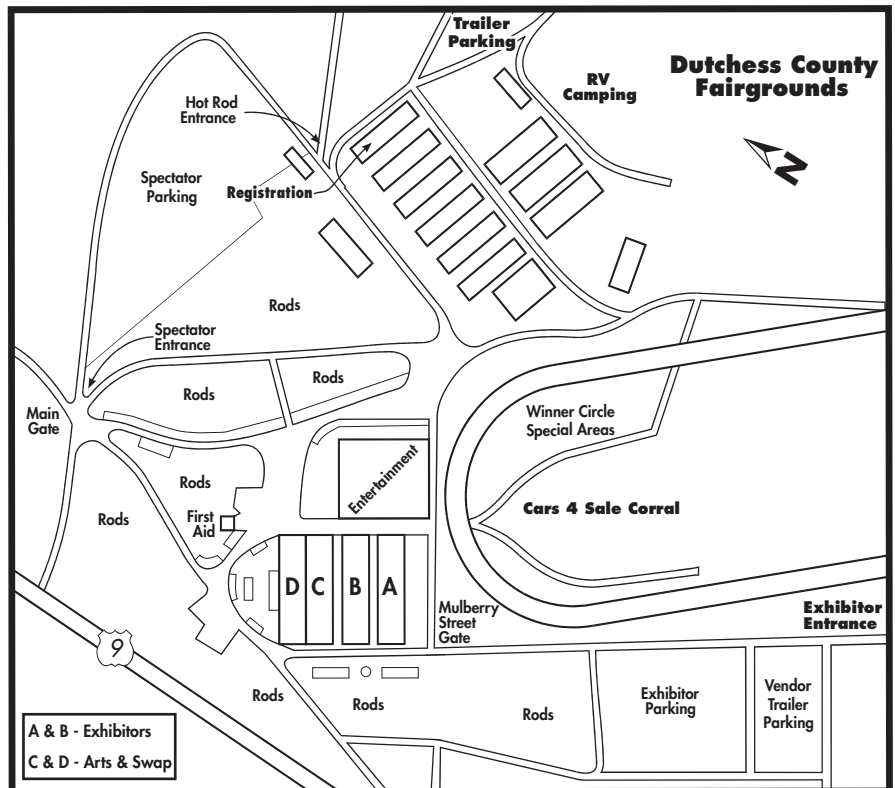 Trailer
Parking
Dutchess County
Fairgrounds
RV
Camping
Hot Rod
Entrance
N
Spectator
Parking
Registration
Rods
Spectator
Entrance
Rods
Rods
Main
Gate
Winner Circle
Special Areas
Entertainment
Rods
Rods
First
Aid
Cars 4 Sale Corral
D
C
B
A
Mulberry
Street
Gate
Exhibitor
Entrance
9
Rods
Rods
Rods
Exhibitor
Parking
Vendor
Trailer
Parking
A & B - Exhibitors
C & D - Arts & Swap